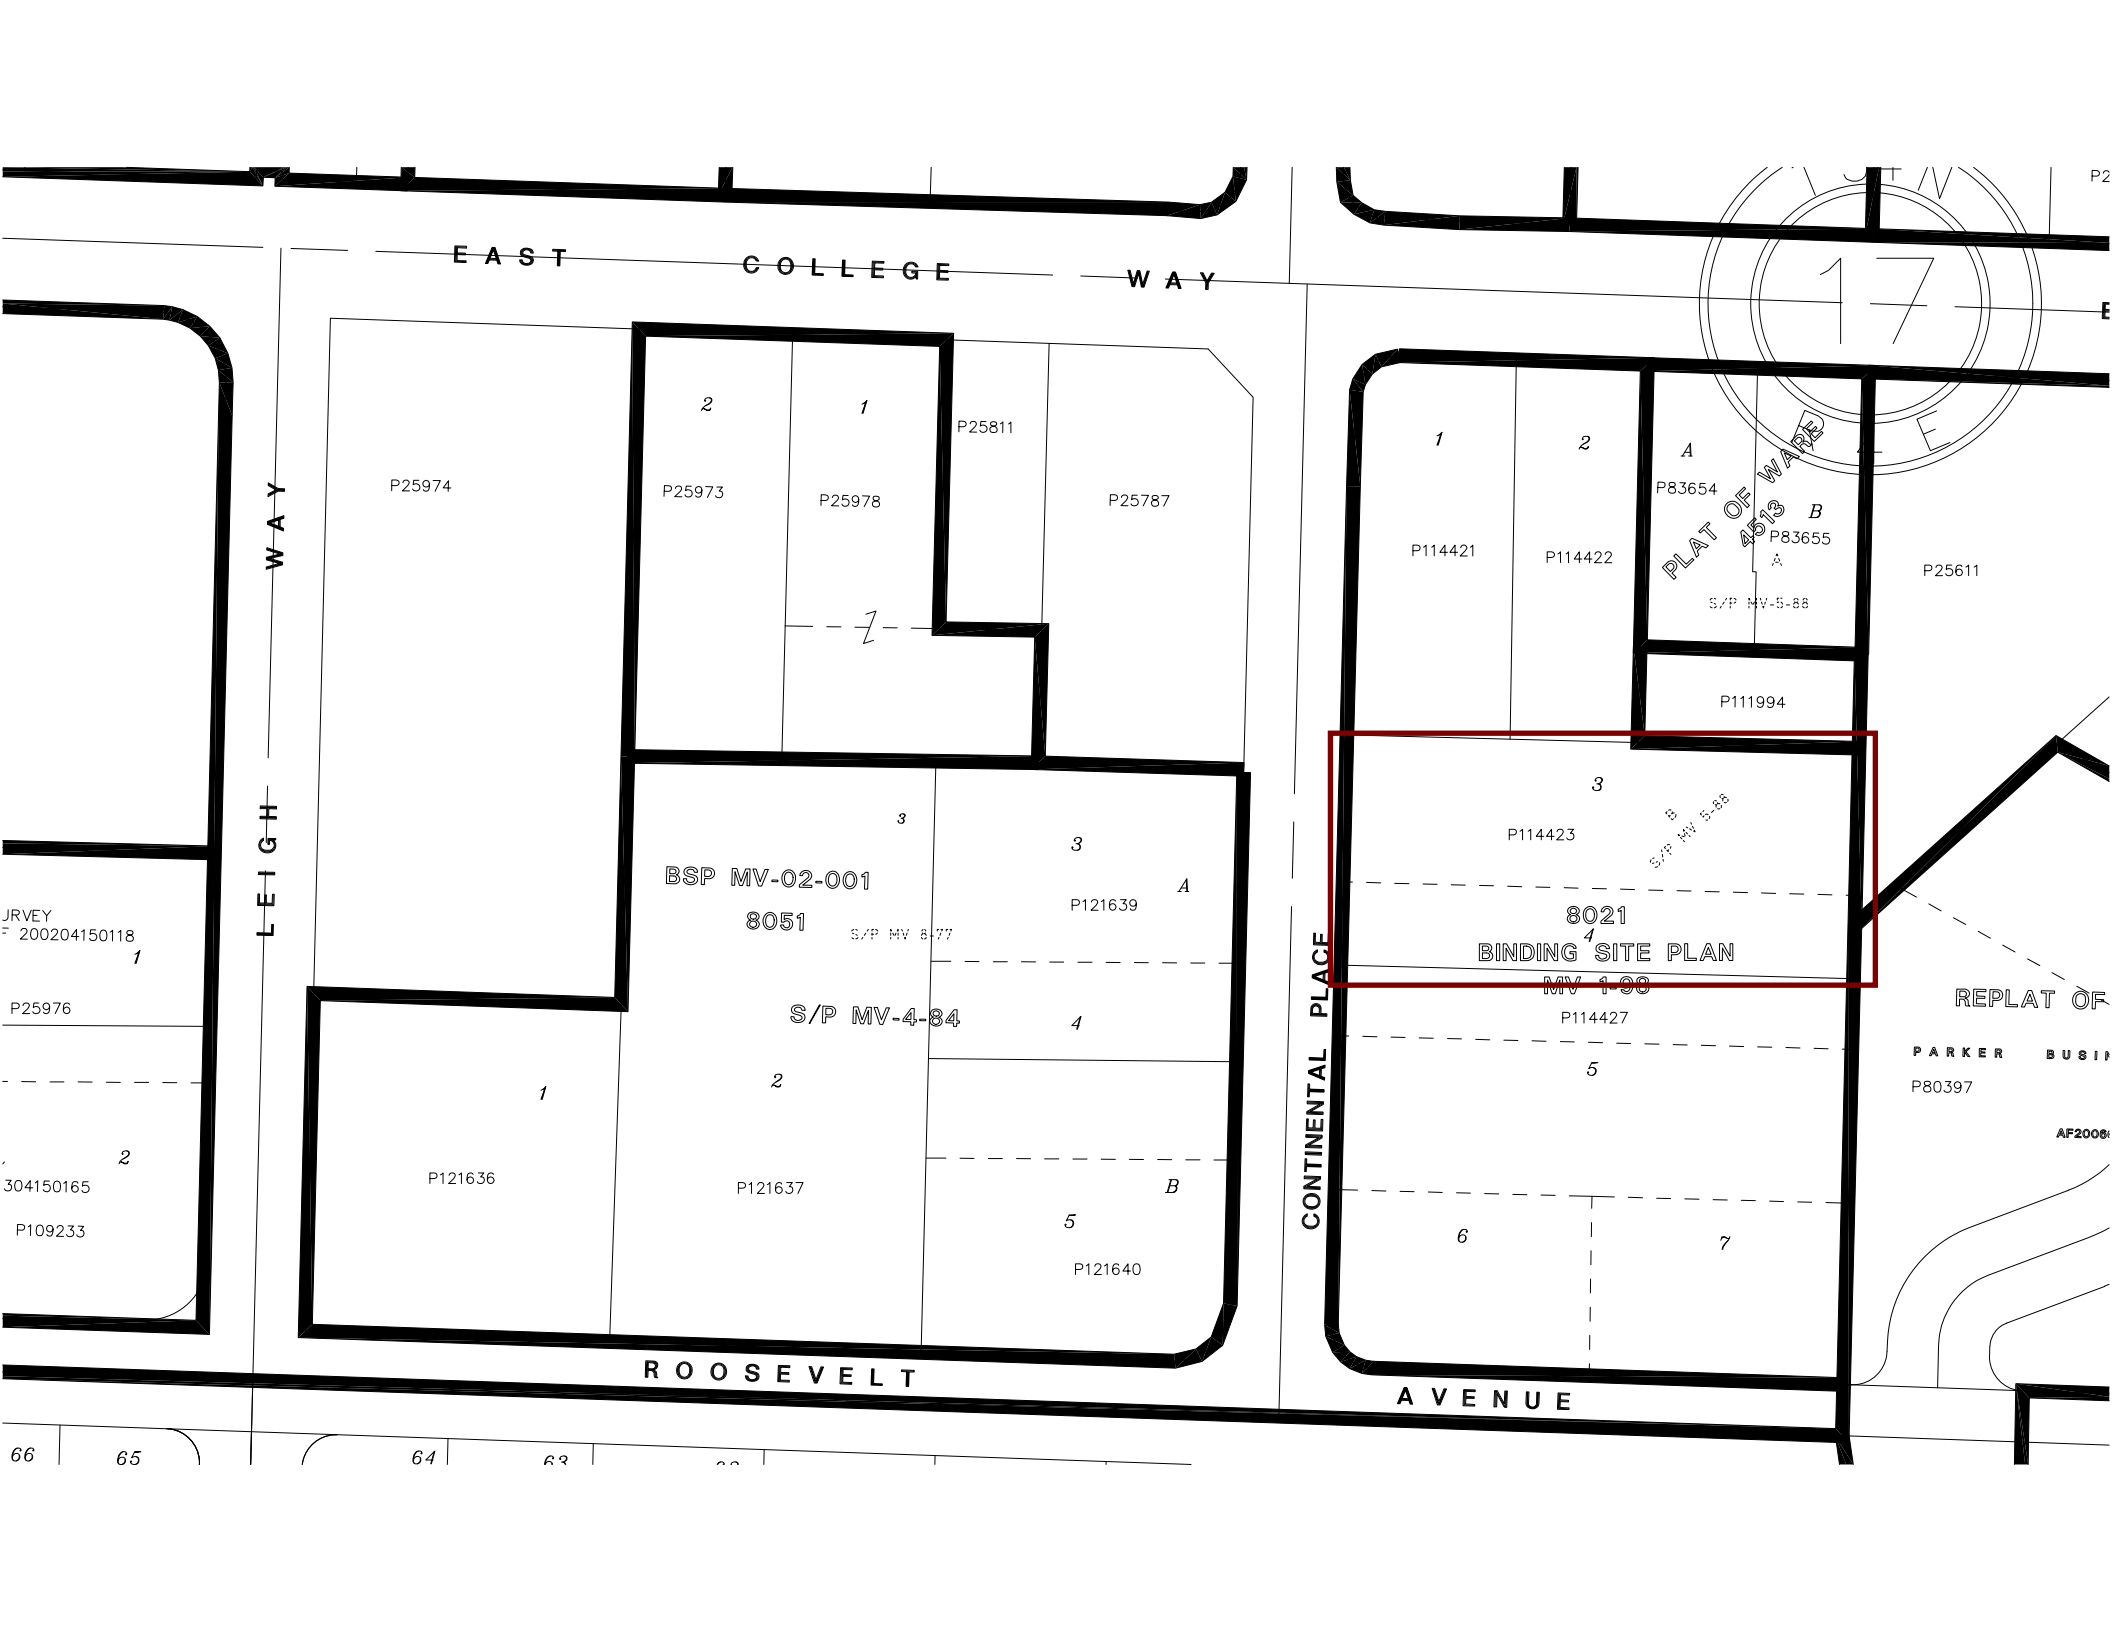 P2
EAST COLLEGE WAY
17
E
LEIGH WAY
P25974
2
P25973
1
P25978
Z
P25811
P25787
1
P114421
2
P114422
A
P83654
PLAT OF WARE
4513
B
P83655
A
S/P MV-5-88
P25611
P111994
3
P114423
B
S/P MV 5-88
8021
4
BINDING SITE PLAN
MV 1-98
P114427
5
6
7
CONTINENTAL PLACE
3
BSP MV-02-001
8051
S/P MV 8-77
3
A
P121639
S/P MV-4-84
4
1
2
P121636
P121637
B
5
P121640
URVEY
F 200204150118
1
P25976
2
304150165
P109233
REPLAT OF
PARKER BUSIN
P80397
AF2006
ROOSEVELT AVENUE
66
65
64
63